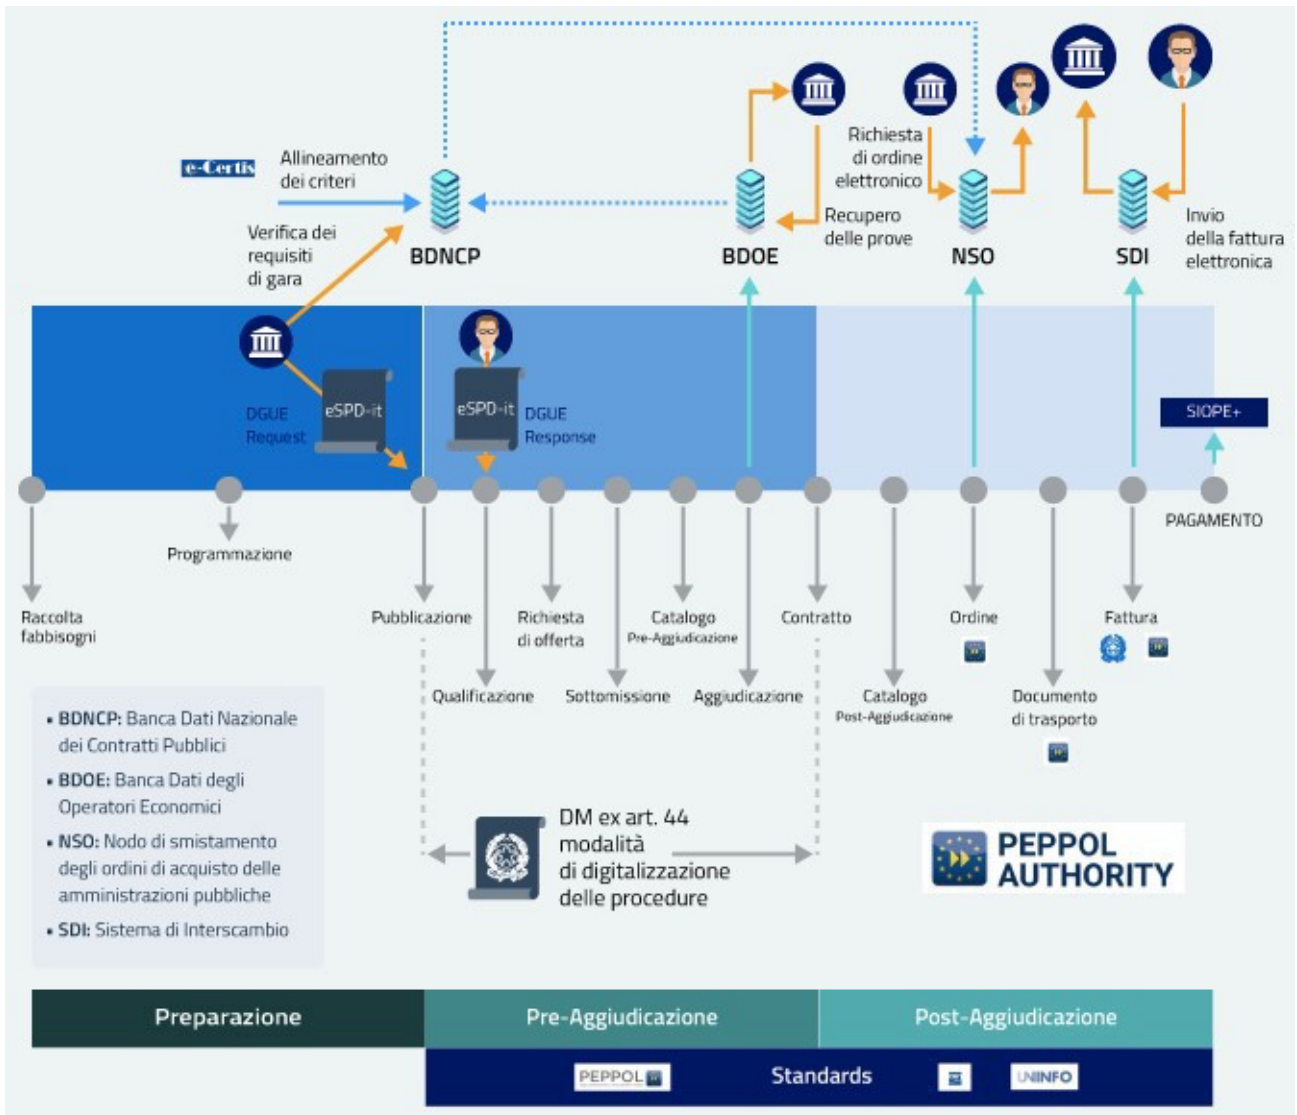 e-Certis
Allineamento
dei criteri
Verifica dei
requisiti
di gara
BDNCP
BDOE
Recupero
delle prove
Richiesta
di ordine
elettronico
NSO
SDI
Invio
della fattura
elettronica
DGUE
Request
eSPD-it
eSPD-it
DGUE
Response
SIOPE+
PAGAMENTO
Raccolta
fabbisogni
Programmazione
Pubblicazione
Qualificazione
Richiesta
di offerta
Sottomissione
Catalogo
Pre-Aggiudicazione
Aggiudicazione
Contratto
Catalogo
Post-Aggiudicazione
Ordine
Documento
di trasporto
Fattura
• BDNCP: Banca Dati Nazionale
dei Contratti Pubblici
• BDOE: Banca Dati degli
Operatori Economici
• NSO: Nodo di smistamento
degli ordini di acquisto delle
amministrazioni pubbliche
• SDI: Sistema di Interscambio
DM ex art. 44
modalità
di digitalizzazione
delle procedure
PEPPOL
AUTHORITY
Preparazione
Pre-Aggiudicazione
Post-Aggiudicazione
PEPPOL
Standards
UNINFO